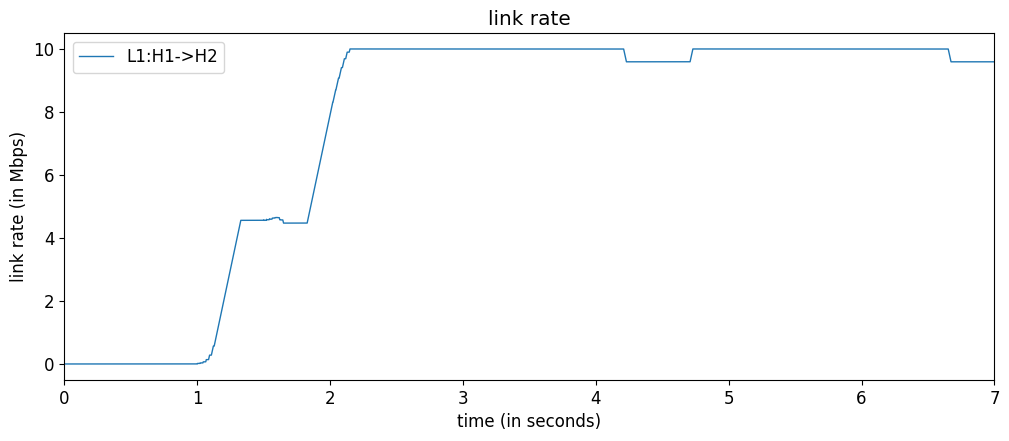 link rate
L1:H1->H2
link rate (in Mbps)
10
8
6
4
2
0
0 1 2 3 4 5 6 7
time (in seconds)